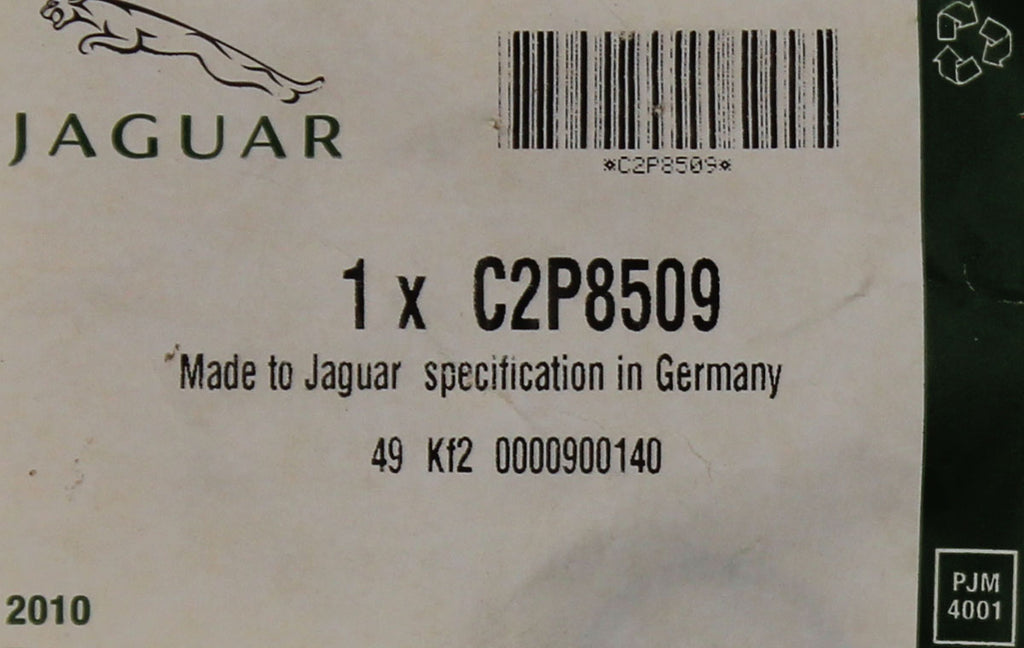 JAGUAR
*C2P8509*
1 x C2P8509
Made to Jaguar specification in Germany
49 Kf2 0000900140
2010
PJM
4001